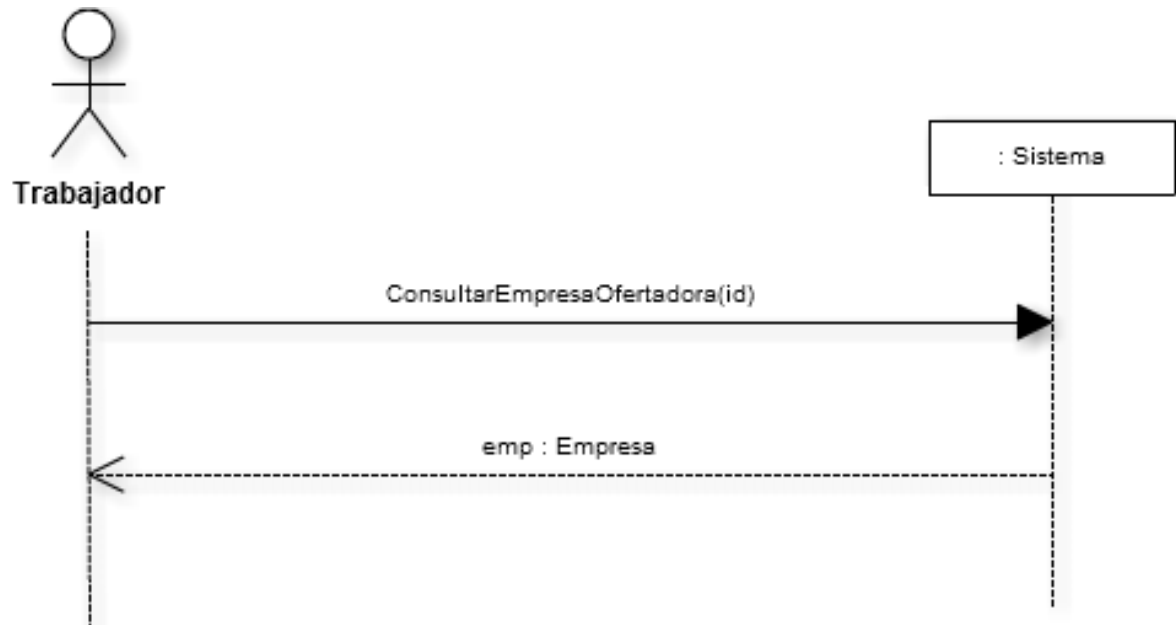 : Sistema
Trabajador
ConsultarEmpresaOfertadora(id)
emp : Empresa